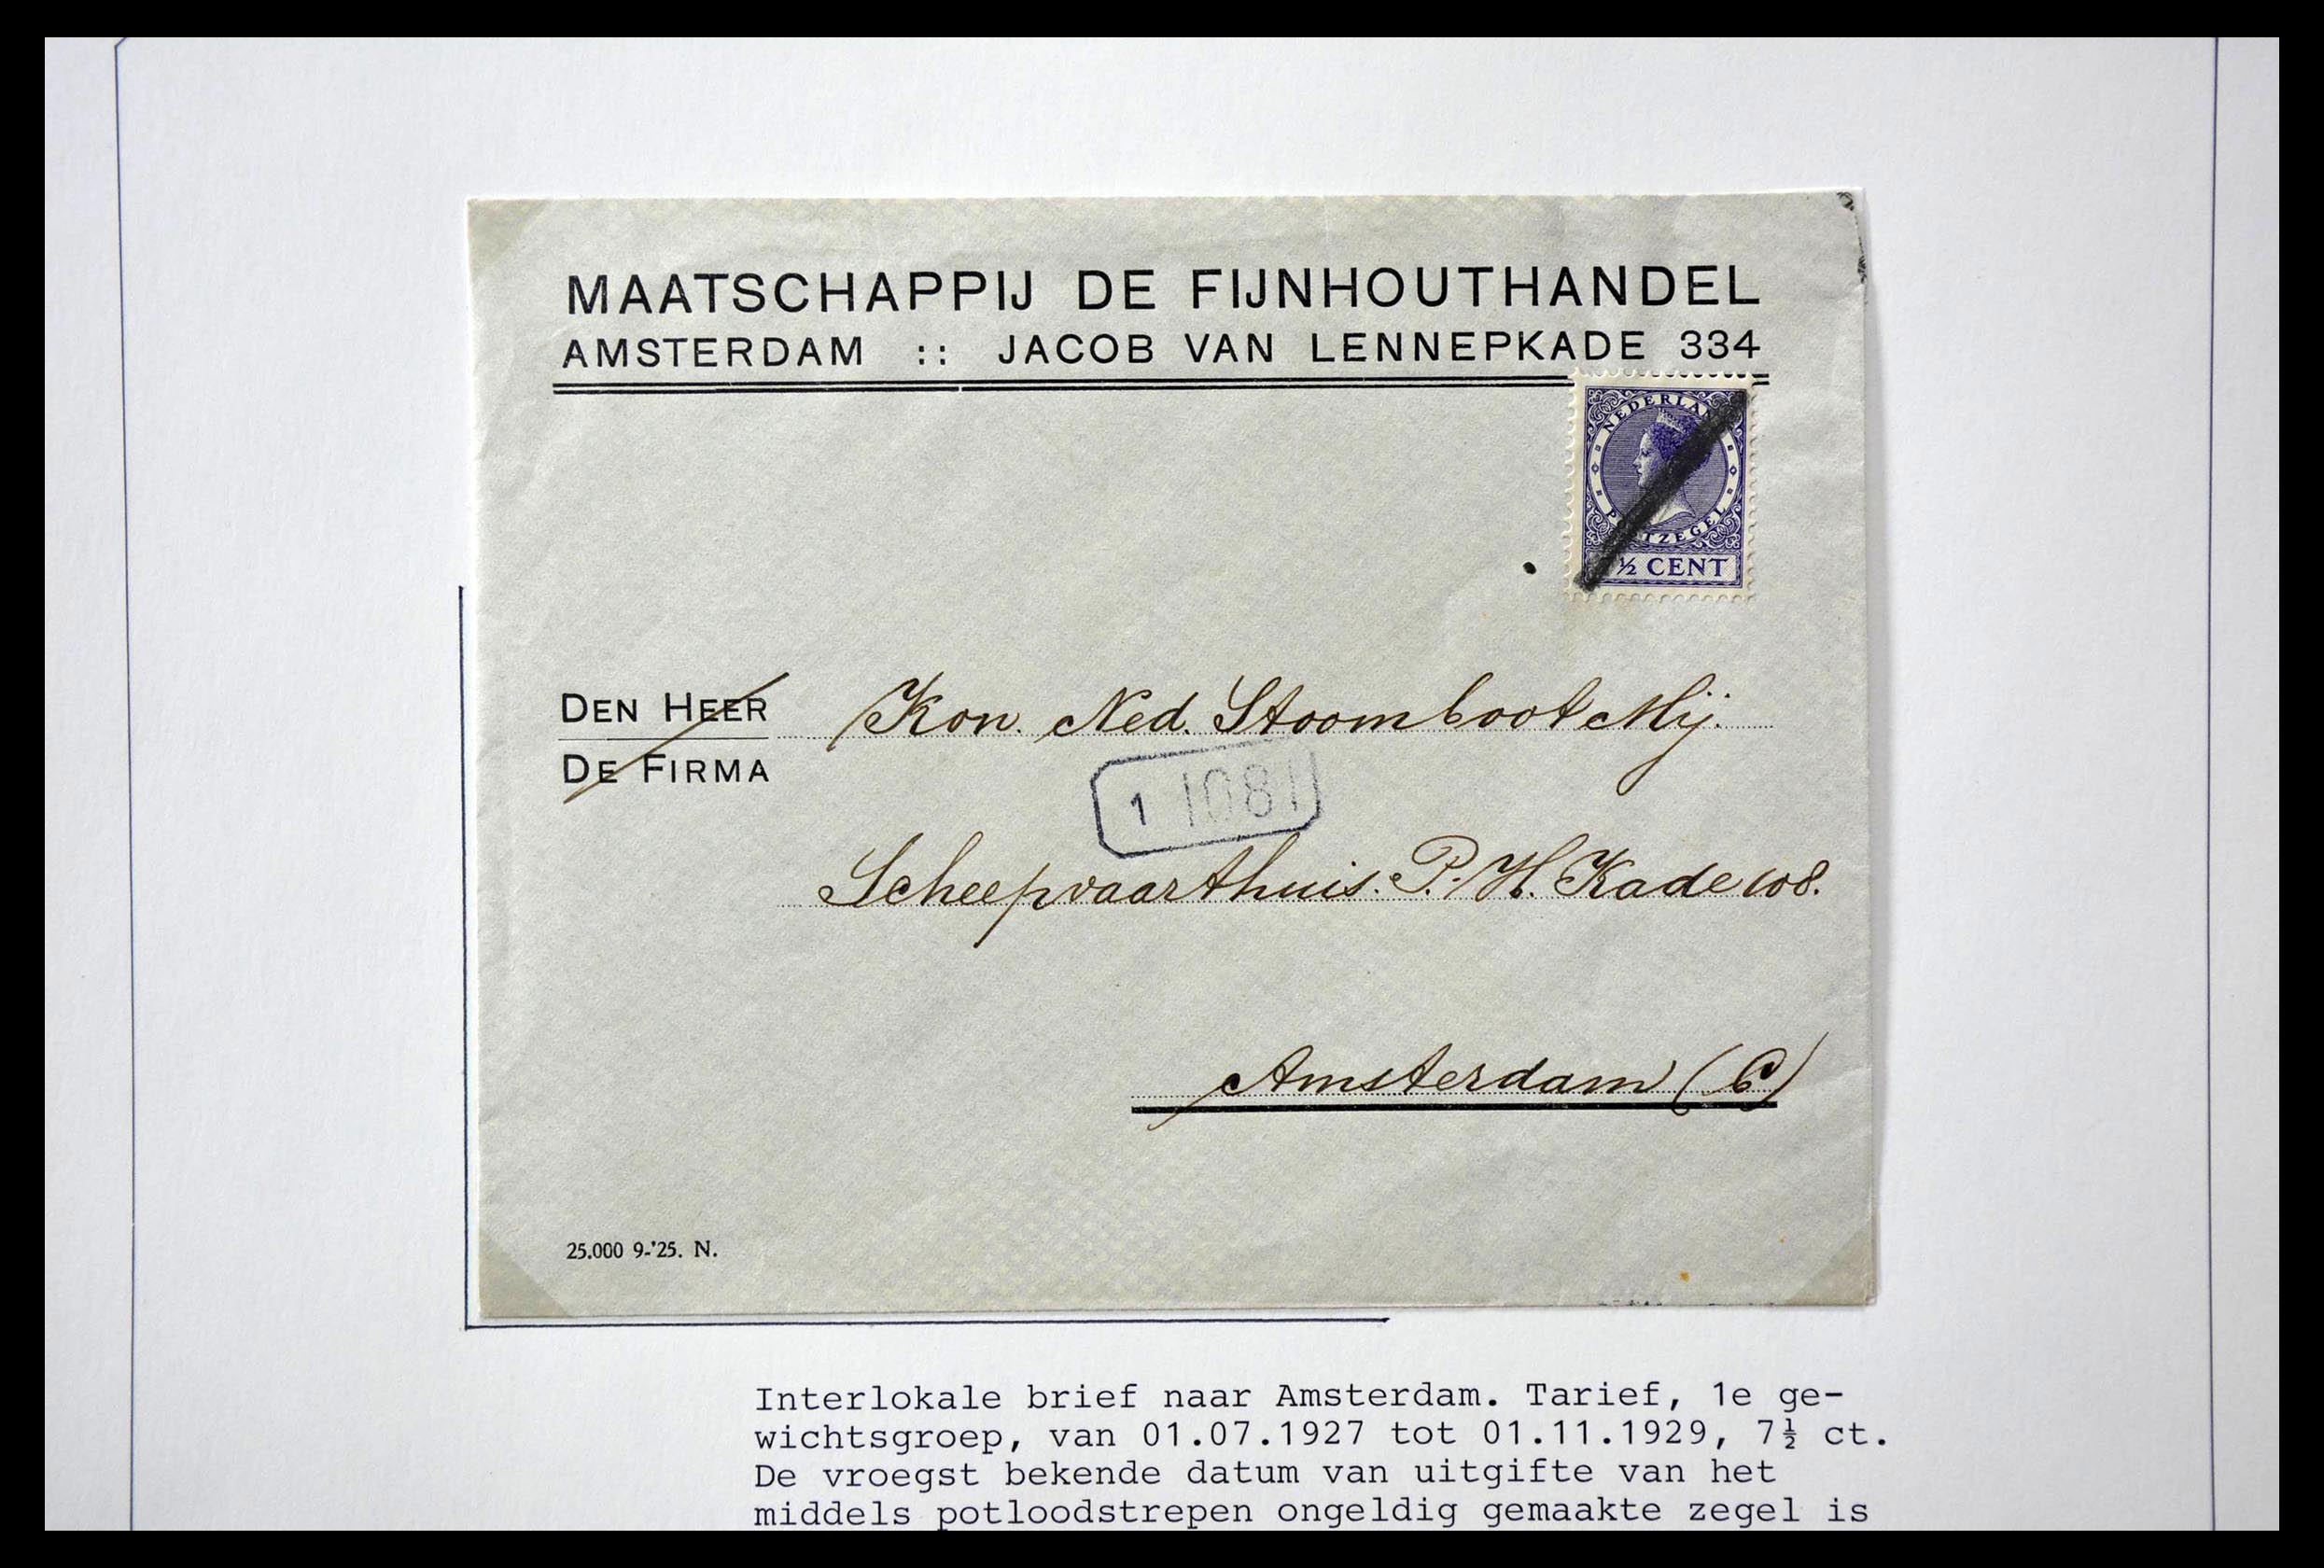 MAATSCHAPPIJ DE FIJNHOUTHANDEL
AMSTERDAM :: JACOB VAN LENNEPKADE 334
NEDERLAND
POSTZEGEL
½ CENT
DEN HEER
DE FIRMA
Kon. Ned. Stoomboot Mij.
1 1081
Scheepvaarthuis. P.H. Kade 108.
Amsterdam (C)
25.000 9-'25. N.
Interlokale brief naar Amsterdam. Tarief, 1e ge-
wichtsgroep, van 01.07.1927 tot 01.11.1929, 7½ ct.
De vroegst bekende datum van uitgifte van het
middels potloodstrepen ongeldig gemaakte zegel is